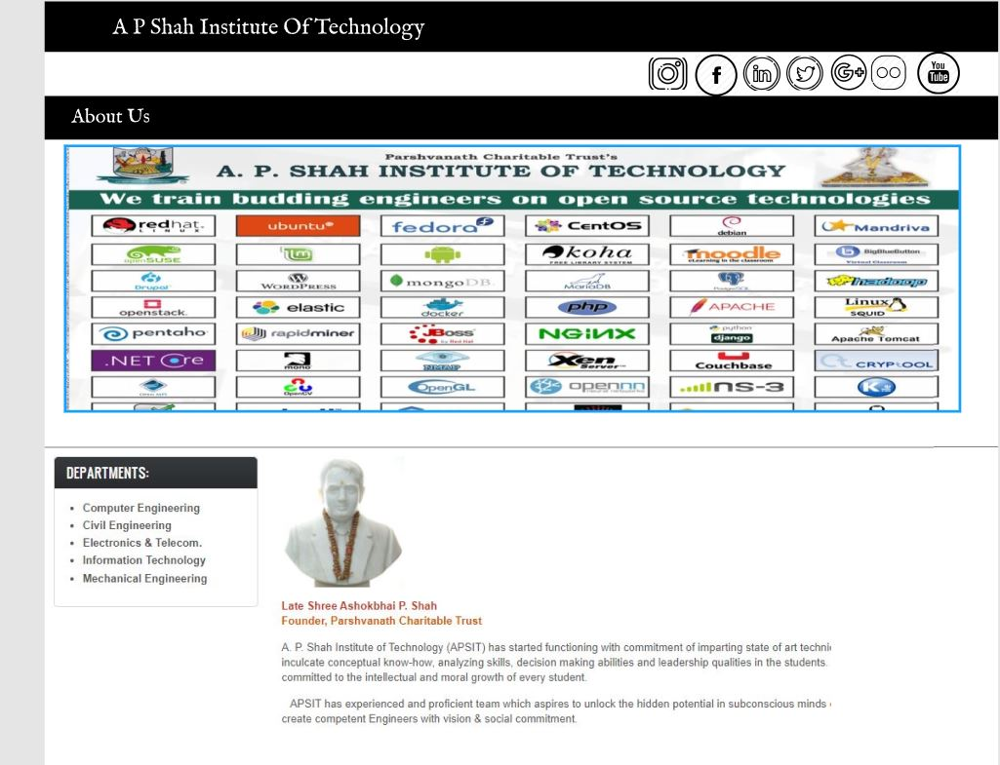 A P Shah Institute Of Technology
You
Tube
About Us
Parshvanath Charitable Trust's
A. P. SHAH INSTITUTE OF TECHNOLOGY
We train budding engineers on open source technologies
redhat. ubuntu fedora CentOS debian Mandriva
LINUX
openSUSE koha moodle BigBlueButton
FREE LIBRARY SYSTEM eLearning in the classroom Virtual Classroom
Drupal WORDPRESS mongoDB. MariaDB PostgreSQL hadoop
openstack. elastic docker php APACHE Linux
SQUID
pentaho rapidminer JBoss NGINX python Apache Tomcat
by Red Hat django
.NET Core mono NMAP Xen Couchbase CRYPTOOL
Server
OpenCV OpenGL opennn ns-3 K
DEPARTMENTS:
• Computer Engineering
• Civil Engineering
• Electronics & Telecom.
• Information Technology
• Mechanical Engineering
Late Shree Ashokbhai P. Shah
Founder, Parshvanath Charitable Trust
A. P. Shah Institute of Technology (APSIT) has started functioning with commitment of imparting state of art techni
inculcate conceptual know-how, analyzing skills, decision making abilities and leadership qualities in the students.
committed to the intellectual and moral growth of every student.
APSIT has experienced and proficient team which aspires to unlock the hidden potential in subconscious minds
create competent Engineers with vision & social commitment.